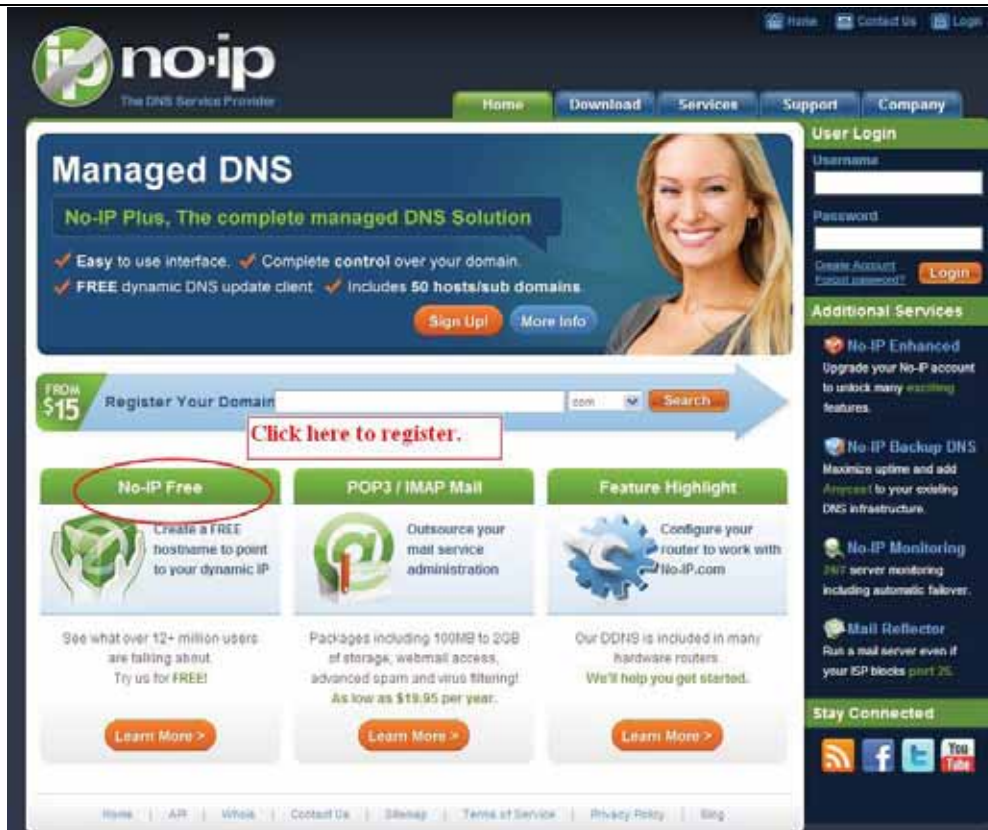 Home Contact Us Login
ip no·ip
The DNS Service Provider
Home Download Services Support Company
Managed DNS
No-IP Plus, The complete managed DNS Solution
Easy to use interface. Complete control over your domain.
FREE dynamic DNS update client Includes 50 hosts/sub domains.
Sign Up! More Info
FROM
$15
Register Your Domain com Search
Click here to register.
No-IP Free
Create a FREE
hostname to point
to your dynamic IP
See what over 12+ million users
are talking about.
Try us for FREE!
Learn More >
POP3 / IMAP Mail
Outsource your
mail service
administration
Packages including 100MB to 2GB
of storage, webmail access,
advanced spam and virus filtering!
As low as $19.95 per year.
Learn More >
Feature Highlight
Configure your
router to work with
No-IP.com
Our DDNS is included in many
hardware routers.
We'll help you get started.
Learn More >
User Login
Username
Password
Create Account
Forgot password?
Login
Additional Services
No-IP Enhanced
Upgrade your No-IP account
to unlock many exciting
features.
No-IP Backup DNS
Maximize uptime and add
Anycast to your existing
DNS infrastructure.
No-IP Monitoring
24/7 server monitoring
including automatic failover.
Mail Reflector
Run a mail server even if
your ISP blocks port 25.
Stay Connected
f t You
Tube
Home | API | Whois | Contact Us | Sitemap | Terms of Service | Privacy Policy | Blog